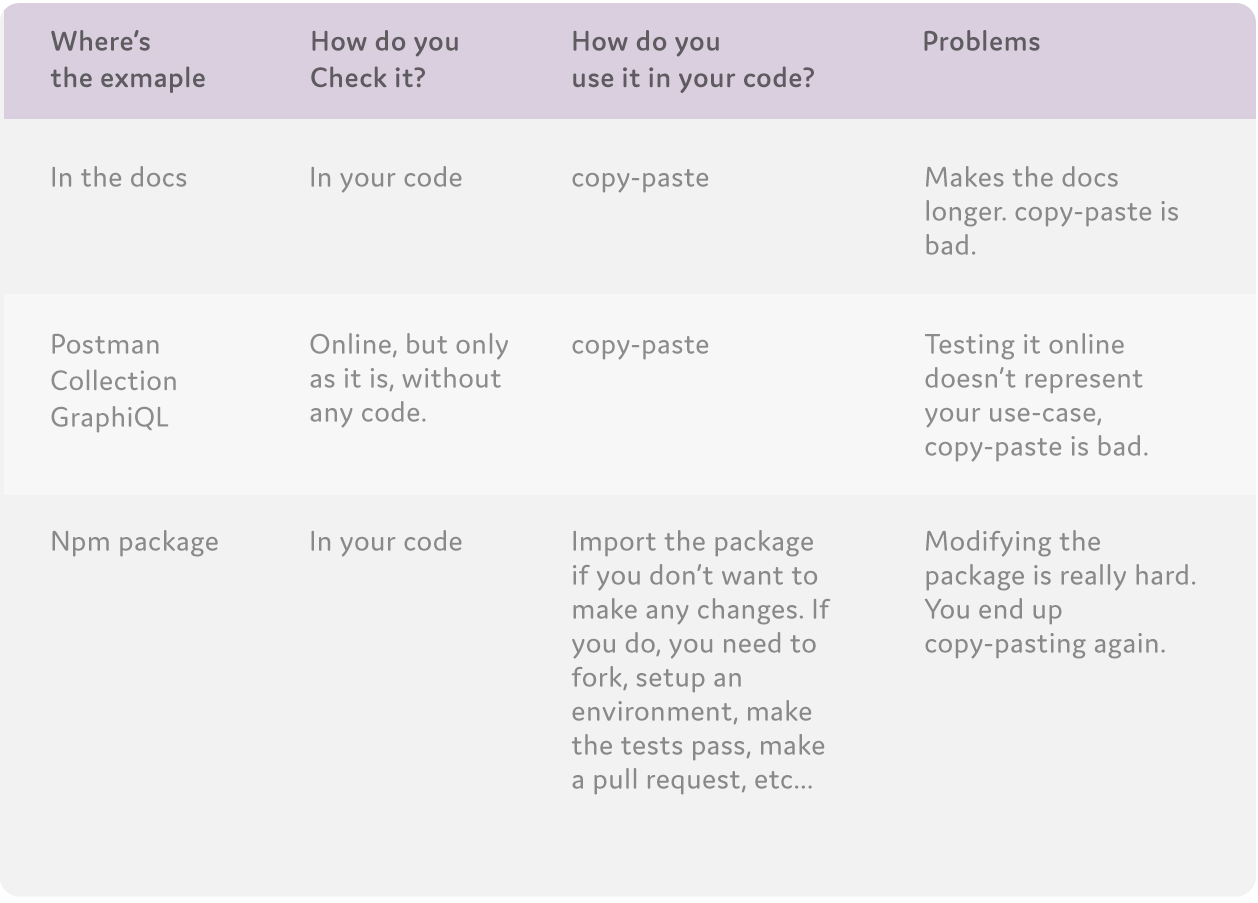 Where's
the exmaple
How do you
Check it?
How do you
use it in your code?
Problems
In the docs
In your code
copy-paste
Makes the docs
longer. copy-paste is
bad.
Postman
Collection
GraphiQL
Online, but only
as it is, without
any code.
copy-paste
Testing it online
doesn't represent
your use-case,
copy-paste is bad.
Npm package
In your code
Import the package
if you don't want to
make any changes. If
you do, you need to
fork, setup an
environment, make
the tests pass, make
a pull request, etc...
Modifying the
package is really hard.
You end up
copy-pasting again.